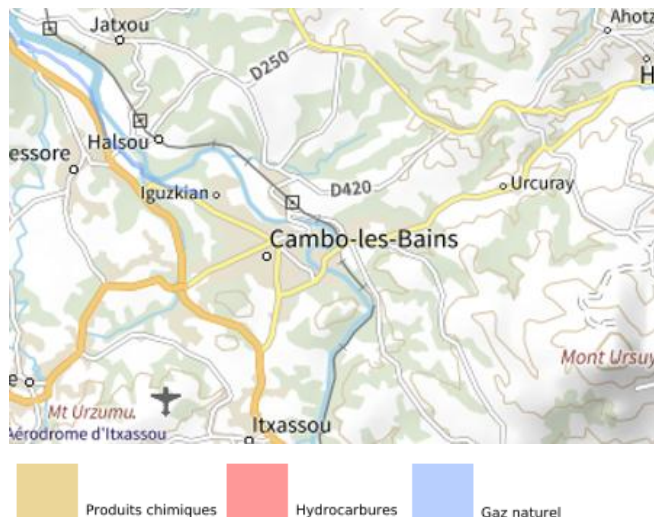 Jatxou
Ahotz
D250
H
Halsou
essore
D420
Iguzkian
Urcuray
Cambo-les-Bains
Mont Ursuy
e
Mt Urzumu.
Aérodrome d'Itxassou
Itxassou
Produits chimiques
Hydrocarbures
Gaz naturel